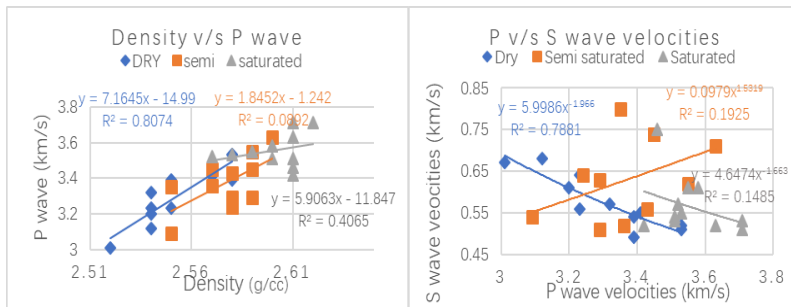 Density v/s P wave
DRY semi saturated
y = 7.1645x - 14.99
R² = 0.8074
y = 1.8452x - 1.242
R² = 0.0892
y = 5.9063x - 11.847
R² = 0.4065
3.8
3.6
3.4
3.2
3
P wave (km/s)
2.51 2.56 2.61
Density (g/cc)
P v/s S wave velocities
Dry Semi saturated Saturated
y = 0.0979x^1.5319
R² = 0.1925
5.9986x^-1.966
R² = 0.7881
y = 4.6474x^-1.663
R² = 0.1485
0.85
0.75
0.65
0.55
0.45
S wave veocities (km/s)
3 3.2 3.4 3.6 3.8
P wave velocities (km/s)